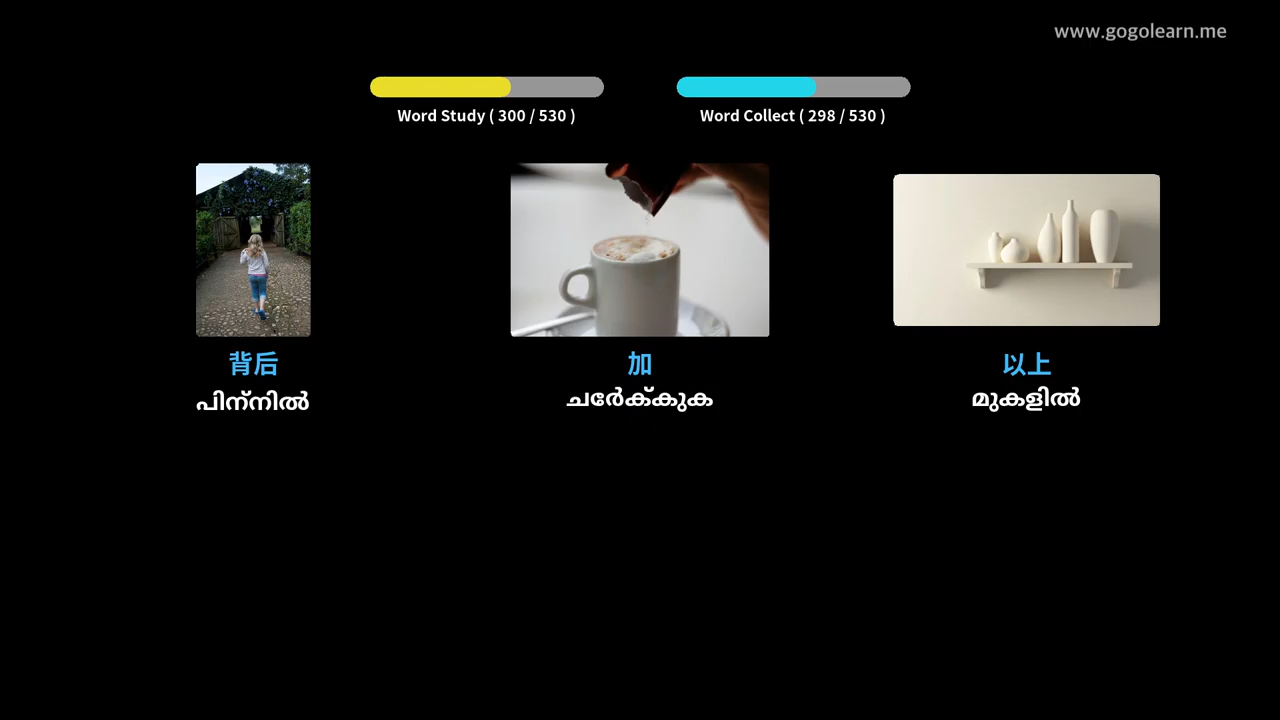 www.gogolearn.me
Word Study ( 300 / 530 )
Word Collect ( 298 / 530 )
背后
加
以上
പിന്നിൽ
ചേർക്കുക
മുകളിൽ